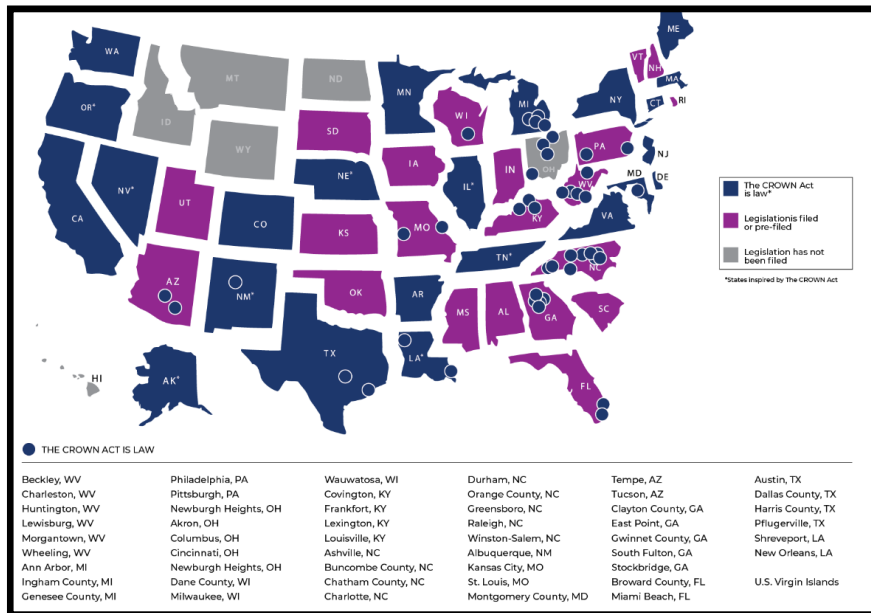 WA
MT
ND
ME
VT
NH
OR*
ID
MN
MA
SD
WI
MI
NY
CT
RI
WY
IA
PA
NJ
NV*
NE*
IL*
IN
OH
MD
DE
UT
CO
WV
CA
KS
MO
KY
VA
AZ
NM*
OK
TN*
NC
AR
SC
MS
AL
GA
TX
LA*
HI
AK*
FL
The CROWN Act
is law*
Legislationis filed
or pre-filed
Legislation has not
been filed
*States inspired by The CROWN Act
THE CROWN ACT IS LAW
Beckley, WV
Charleston, WV
Huntington, WV
Lewisburg, WV
Morgantown, WV
Wheeling, WV
Ann Arbor, MI
Ingham County, MI
Genesee County, MI
Philadelphia, PA
Pittsburgh, PA
Newburgh Heights, OH
Akron, OH
Columbus, OH
Cincinnati, OH
Newburgh Heights, OH
Dane County, WI
Milwaukee, WI
Wauwatosa, WI
Covington, KY
Frankfort, KY
Lexington, KY
Louisville, KY
Ashville, NC
Buncombe County, NC
Chatham County, NC
Charlotte, NC
Durham, NC
Orange County, NC
Greensboro, NC
Raleigh, NC
Winston-Salem, NC
Albuquerque, NM
Kansas City, MO
St. Louis, MO
Montgomery County, MD
Tempe, AZ
Tucson, AZ
Clayton County, GA
East Point, GA
Gwinnet County, GA
South Fulton, GA
Stockbridge, GA
Broward County, FL
Miami Beach, FL
Austin, TX
Dallas County, TX
Harris County, TX
Pflugerville, TX
Shreveport, LA
New Orleans, LA
U.S. Virgin Islands